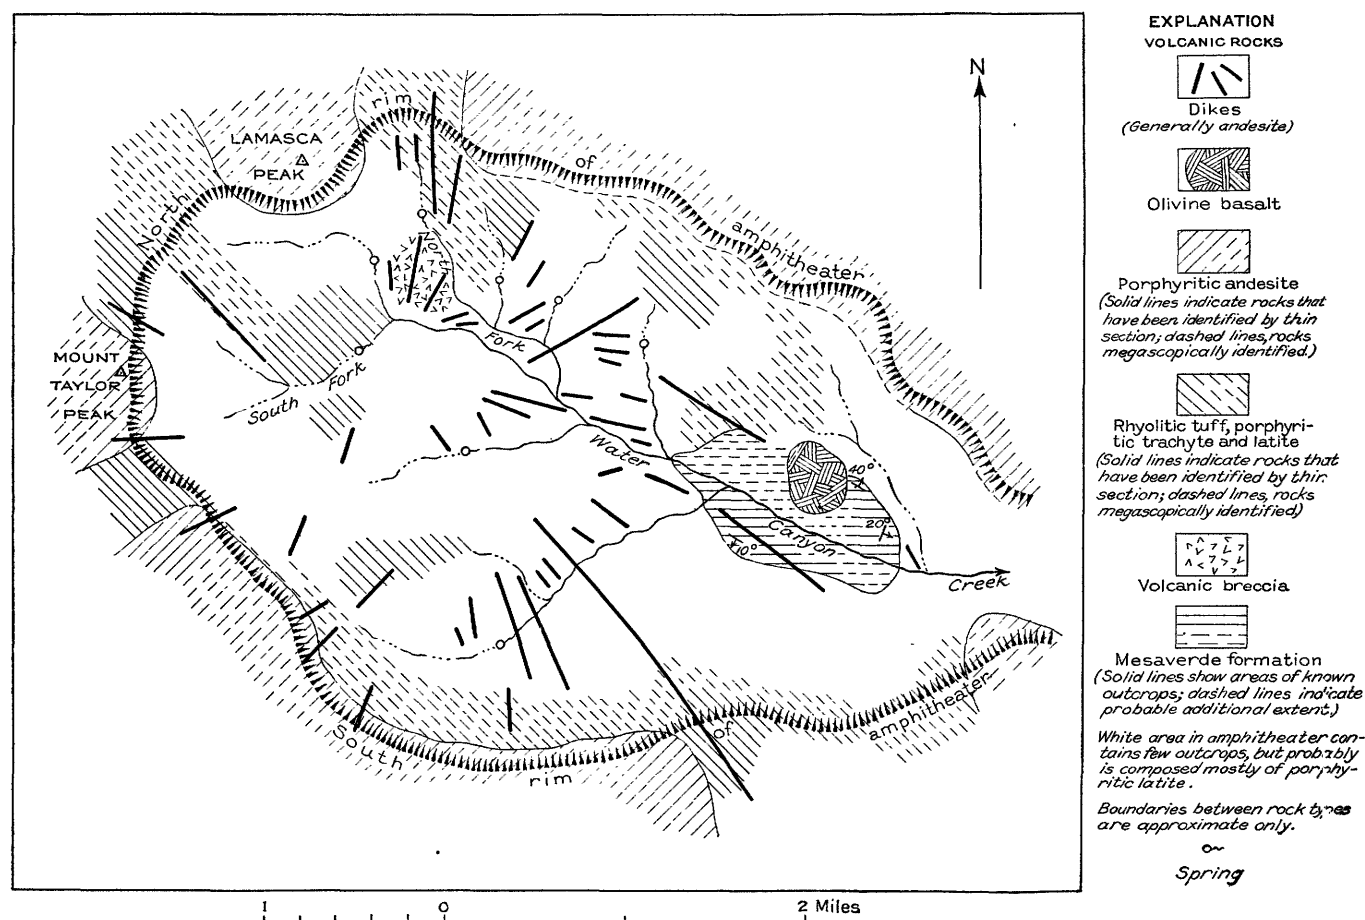 N
LAMASCA
PEAK
North
rim
of
amphitheater
MOUNT
TAYLOR
PEAK
North
Fork
South
Fork
Water
Canyon
Creek
40°
20°
10°
South
rim
of
amphitheater
1
0
2 Miles
EXPLANATION
VOLCANIC ROCKS
Dikes
(Generally andesite)
Olivine basalt
Porphyritic andesite
(Solid lines indicate rocks that
have been identified by thin
section; dashed lines, rocks
megascopically identified.)
Rhyolitic tuff, porphyri-
tic trachyte and latite
(Solid lines indicate rocks that
have been identified by thin
section; dashed lines, rocks
megascopically identified.)
Volcanic breccia
Mesaverde formation
(Solid lines show areas of known
outcrops; dashed lines indicate
probable additional extent.)
White area in amphitheater con-
tains few outcrops, but probably
is composed mostly of porphy-
ritic latite.
Boundaries between rock types
are approximate only.
Spring